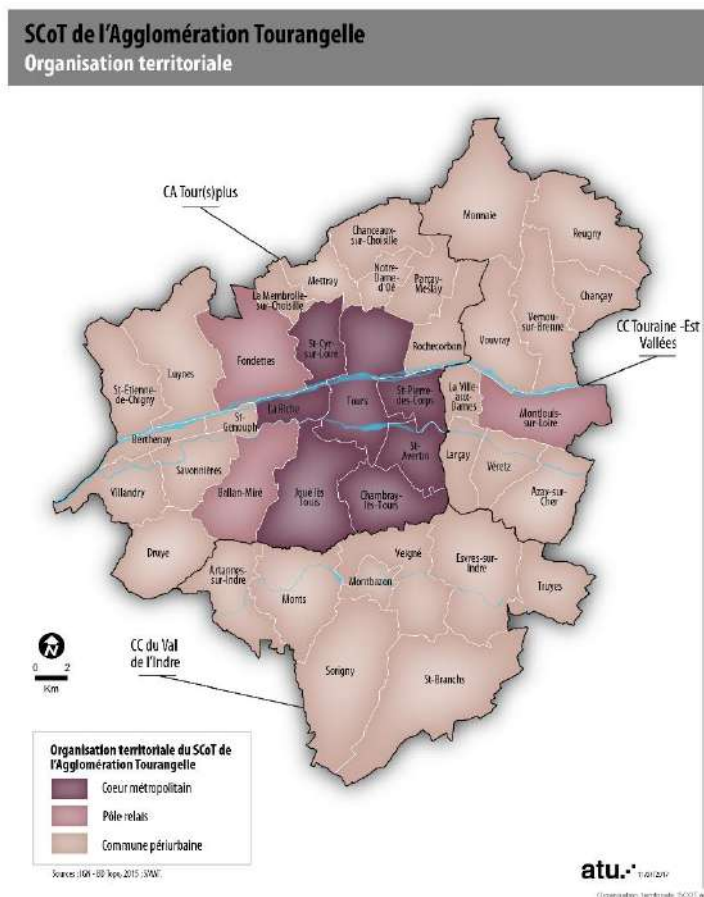 SCoT de l'Agglomération Tourangelle
Organisation territoriale
CA Tour(s)plus
Monnaie
Reugny
Chanceaux-
sur-Choisille
Notre-
Dame-
d'Oé
Parçay-
Meslay
Mettray
La Membrolle-
sur-Choisille
Chançay
Vernou-
sur-Brenne
Vouvray
CC Touraine -Est
Vallées
Rochecorbon
St-Cyr-
sur-Loire
Fondettes
Luynes
St-Etienne-
de-Chigny
La Riche
Tours
St-Pierre-
des-Corps
La Ville-
aux-
Dames
Montlouis-
sur-Loire
St-
Genouph
Berthenay
St-
Avertin
Larçay
Véretz
Azay-sur-
Cher
Savonnières
Villandry
Ballan-Miré
Joué lès
Tours
Chambray-
lès-Tours
Druye
Artannes-
sur-Indre
Monts
Montbazon
Veigné
Esvres-sur-
Indre
Truyes
CC du Val
de l'Indre
Sorigny
St-Branchs
N
0 2
Km
Organisation territoriale du SCoT de
l'Agglomération Tourangelle
Coeur métropolitain
Pôle relais
Commune périurbaine
Sources : IGN - BD Topo, 2015 ;
atu.